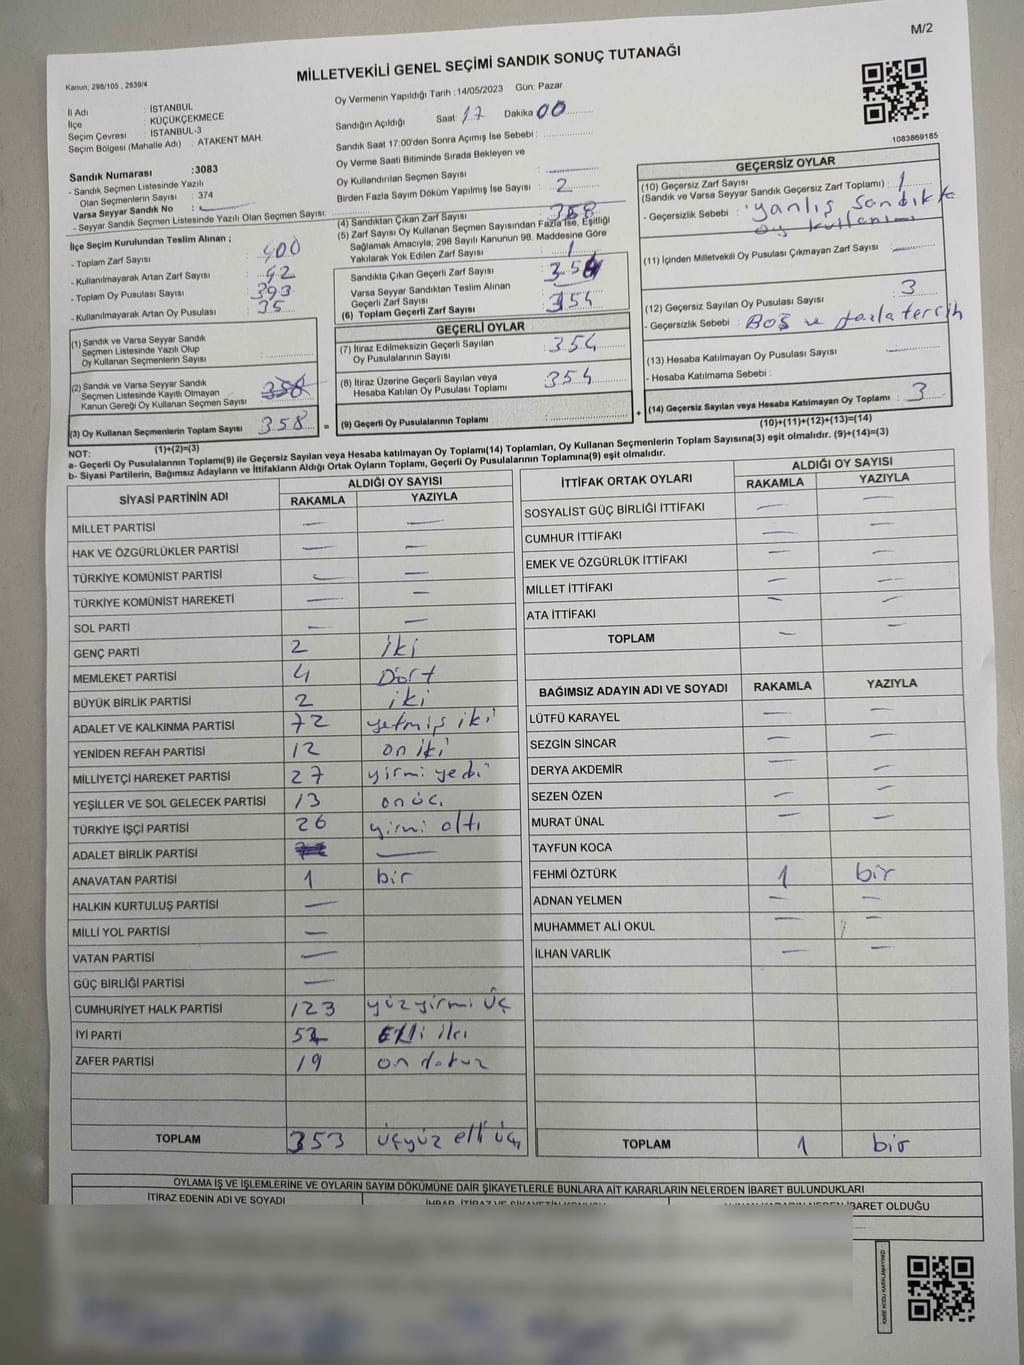 M/2
MİLLETVEKİLİ GENEL SEÇİMİ SANDIK SONUÇ TUTANAĞI
Kanun; 298/105 , 2839/4
İl Adı : İSTANBUL
İlçe : KÜÇÜKÇEKMECE
Seçim Çevresi : İSTANBUL-3
Seçim Bölgesi (Mahalle Adı) : ATAKENT MAH.
Sandık Numarası :3083
- Sandık Seçmen Listesinde Yazılı
Olan Seçmenlerin Sayısı : 374
Varsa Seyyar Sandık No :
- Seyyar Sandık Seçmen Listesinde Yazılı Olan Seçmen Sayısı:
Oy Vermenin Yapıldığı Tarih :14/05/2023 Gün: Pazar
Sandığın Açıldığı Saat: 17 Dakika 00
Sandık Saat 17:00'den Sonra Açımış İse Sebebi :
Oy Verme Saati Bitiminde Sırada Bekleyen ve
Oy Kullandırılan Seçmen Sayısı :
Birden Fazla Sayım Döküm Yapılmış İse Sayısı : 2
1083869185
İlçe Seçim Kurulundan Teslim Alınan ;
- Toplam Zarf Sayısı : 400
- Kullanılmayarak Artan Zarf Sayısı : 42
- Toplam Oy Pusulası Sayısı : 393
- Kullanılmayarak Artan Oy Pusulası : 35
(1) Sandık ve Varsa Seyyar Sandık
Seçmen Listesinde Yazılı Olup
Oy Kullanan Seçmenlerin Sayısı :
(2) Sandık ve Varsa Seyyar Sandık
Seçmen Listesinde Kayıtlı Olmayan
Kanun Gereği Oy Kullanan Seçmen Sayısı : 358
(3) Oy Kullanan Seçmenlerin Toplam Sayısı : 358
(1)+(2)=(3)
(4) Sandıktan Çıkan Zarf Sayısı : 358
(5) Zarf Sayısı Oy Kullanan Seçmen Sayısından Fazla İse, Eşitliği
Sağlamak Amacıyla; 298 Sayılı Kanunun 98. Maddesine Göre
Yakılarak Yok Edilen Zarf Sayısı : 1
Sandıkta Çıkan Geçerli Zarf Sayısı :
Varsa Seyyar Sandıktan Teslim Alınan
Geçerli Zarf Sayısı :
(6) Toplam Geçerli Zarf Sayısı : 354
GEÇERLİ OYLAR
(7) İtiraz Edilmeksizin Geçerli Sayılan
Oy Pusulalarının Sayısı : 354
(8) İtiraz Üzerine Geçerli Sayılan veya
Hesaba Katılan Oy Pusulası Toplamı : 354
= (9) Geçerli Oy Pusulalarının Toplamı : +
GEÇERSİZ OYLAR
(10) Geçersiz Zarf Sayısı
(Sandık ve Varsa Seyyar Sandık Geçersiz Zarf Toplamı) : 1
- Geçersizlik Sebebi : yanlış sandıkta
oy kullanımı
(11) İçinden Milletvekili Oy Pusulası Çıkmayan Zarf Sayısı :
(12) Geçersiz Sayılan Oy Pusulası Sayısı : 3
- Geçersizlik Sebebi : Boş ve fazla tercih
(13) Hesaba Katılmayan Oy Pusulası Sayısı :
- Hesaba Katılmama Sebebi :
(14) Geçersiz Sayılan veya Hesaba Katılmayan Oy Toplamı : 3
(10)+(11)+(12)+(13)=(14)
NOT:
a- Geçerli Oy Pusulalarının Toplamı(9) ile Geçersiz Sayılan veya Hesaba katılmayan Oy Toplamı(14) Toplamları, Oy Kullanan Seçmenlerin Toplam Sayısına(3) eşit olmalıdır. (9)+(14)=(3)
b- Siyasi Partilerin, Bağımsız Adayların ve İttifakların Aldığı Ortak Oyların Toplamı, Geçerli Oy Pusulalarının Toplamına(9) eşit olmalıdır.
SİYASİ PARTİNİN ADI ALDIĞI OY SAYISI
RAKAMLA YAZIYLA
MİLLET PARTİSİ — —
HAK VE ÖZGÜRLÜKLER PARTİSİ — —
TÜRKİYE KOMÜNİST PARTİSİ — —
TÜRKİYE KOMÜNİST HAREKETİ — —
SOL PARTİ — —
GENÇ PARTİ 2 iki
MEMLEKET PARTİSİ 4 Dört
BÜYÜK BİRLİK PARTİSİ 2 iki
ADALET VE KALKINMA PARTİSİ 72 yetmiş iki
YENİDEN REFAH PARTİSİ 12 on iki
MİLLİYETÇİ HAREKET PARTİSİ 27 yirmi yedi
YEŞİLLER VE SOL GELECEK PARTİSİ 13 onüç
TÜRKİYE İŞÇİ PARTİSİ 26 yirmi altı
ADALET BİRLİK PARTİSİ —
ANAVATAN PARTİSİ 1 bir
HALKIN KURTULUŞ PARTİSİ —
MİLLİ YOL PARTİSİ —
VATAN PARTİSİ —
GÜÇ BİRLİĞİ PARTİSİ —
CUMHURİYET HALK PARTİSİ 123 yüzyirmi üç
İYİ PARTİ 52 Elli iki
ZAFER PARTİSİ 19 on dokuz
TOPLAM 353 üçyüz elli üç
İTTİFAK ORTAK OYLARI ALDIĞI OY SAYISI
RAKAMLA YAZIYLA
SOSYALİST GÜÇ BİRLİĞİ İTTİFAKI — —
CUMHUR İTTİFAKI — —
EMEK VE ÖZGÜRLÜK İTTİFAKI — —
MİLLET İTTİFAKI — —
ATA İTTİFAKI — —
TOPLAM — —
BAĞIMSIZ ADAYIN ADI VE SOYADI RAKAMLA YAZIYLA
LÜTFÜ KARAYEL — —
SEZGİN SİNCAR — —
DERYA AKDEMİR — —
SEZEN ÖZEN — —
MURAT ÜNAL — —
TAYFUN KOCA
FEHMİ ÖZTÜRK 1 bir
ADNAN YELMEN — —
MUHAMMET ALİ OKUL — —
İLHAN VARLIK — —
TOPLAM 1 bir
OYLAMA İŞ VE İŞLEMLERİNE VE OYLARIN SAYIM DÖKÜMÜNE DAİR ŞİKAYETLERLE BUNLARA AİT KARARLARIN NELERDEN İBARET BULUNDUKLARI
İTİRAZ EDENİN ADI VE SOYADI
İBARET OLDUĞU
KARE KODU KARALAMAYINIZ!